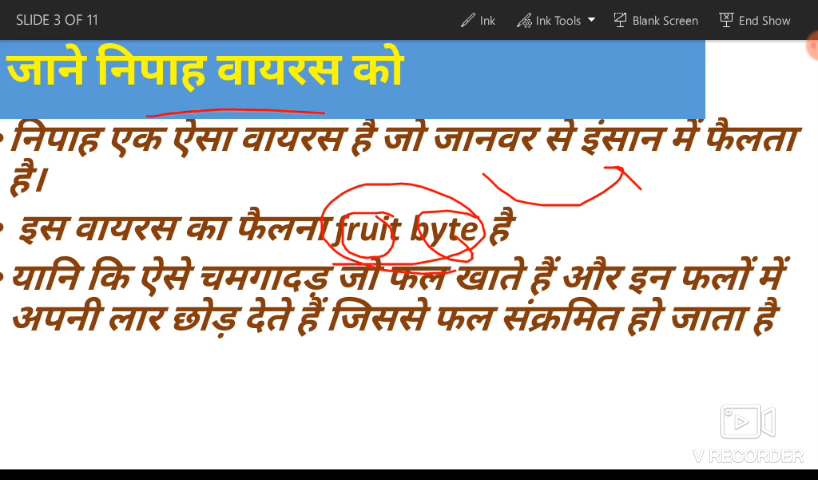 SLIDE 3 OF 11 Ink Ink Tools Blank Screen End Show
जाने निपाह वायरस को
• निपाह एक ऐसा वायरस है जो जानवर से इंसान में फैलता
है।
• इस वायरस का फैलना fruit byte है
• यानि कि ऐसे चमगादड़ जो फल खाते हैं और इन फलों में
अपनी लार छोड़ देते हैं जिससे फल संक्रमित हो जाता है
V RECORDER